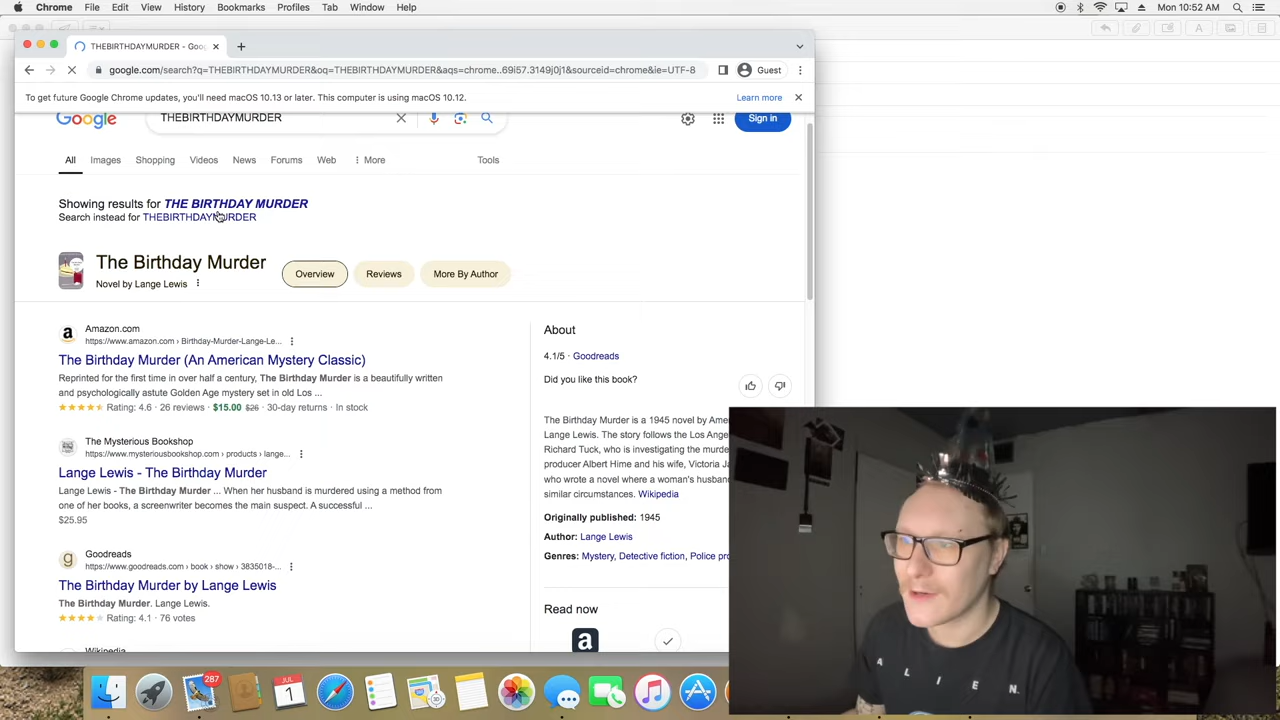 Chrome File Edit View History Bookmarks Profiles Tab Window Help Mon 10:52 AM
THEBIRTHDAYMURDER - Goo
google.com/search?q=THEBIRTHDAYMURDER&oq=THEBIRTHDAYMURDER&aqs=chrome..69i57.3149j0j1&sourceid=chrome&ie=UTF-8 Guest
To get future Google Chrome updates, you'll need macOS 10.13 or later. This computer is using macOS 10.12. Learn more
Google THEBIRTHDAYMURDER Sign in
All Images Shopping Videos News Forums Web More Tools
Showing results for THE BIRTHDAY MURDER
Search instead for THEBIRTHDAYMURDER
The Birthday Murder
Novel by Lange Lewis
Overview Reviews More By Author
Amazon.com
https://www.amazon.com › Birthday-Murder-Lange-Le...
The Birthday Murder (An American Mystery Classic)
Reprinted for the first time in over half a century, The Birthday Murder is a beautifully written
and psychologically astute Golden Age mystery set in old Los ...
Rating: 4.6 · 26 reviews · $15.00 $26 · 30-day returns · In stock
The Mysterious Bookshop
https://www.mysteriousbookshop.com › products › lange...
Lange Lewis - The Birthday Murder
Lange Lewis - The Birthday Murder ... When her husband is murdered using a method from
one of her books, a screenwriter becomes the main suspect. A successful ...
$25.95
Goodreads
https://www.goodreads.com › book › show › 3835018-...
The Birthday Murder by Lange Lewis
The Birthday Murder. Lange Lewis.
Rating: 4.1 · 76 votes
Wikipedia
About
4.1/5 · Goodreads
Did you like this book?
The Birthday Murder is a 1945 novel by Ame
Lange Lewis. The story follows the Los Ange
Richard Tuck, who is investigating the murde
producer Albert Hime and his wife, Victoria Ja
who wrote a novel where a woman's husban
similar circumstances. Wikipedia
Originally published: 1945
Author: Lange Lewis
Genres: Mystery, Detective fiction, Police pro
Read now
a
A L I E N
287
JUL
1